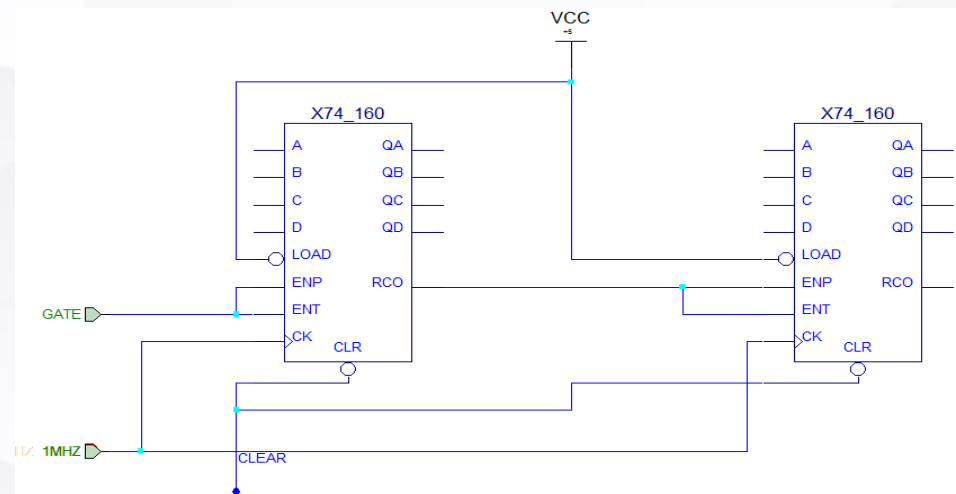 VCC
+5
X74_160
A QA
B QB
C QC
D QD
LOAD
ENP RCO
ENT
CK
CLR
X74_160
A QA
B QB
C QC
D QD
LOAD
ENP RCO
ENT
CK
CLR
GATE
1MHZ
CLEAR